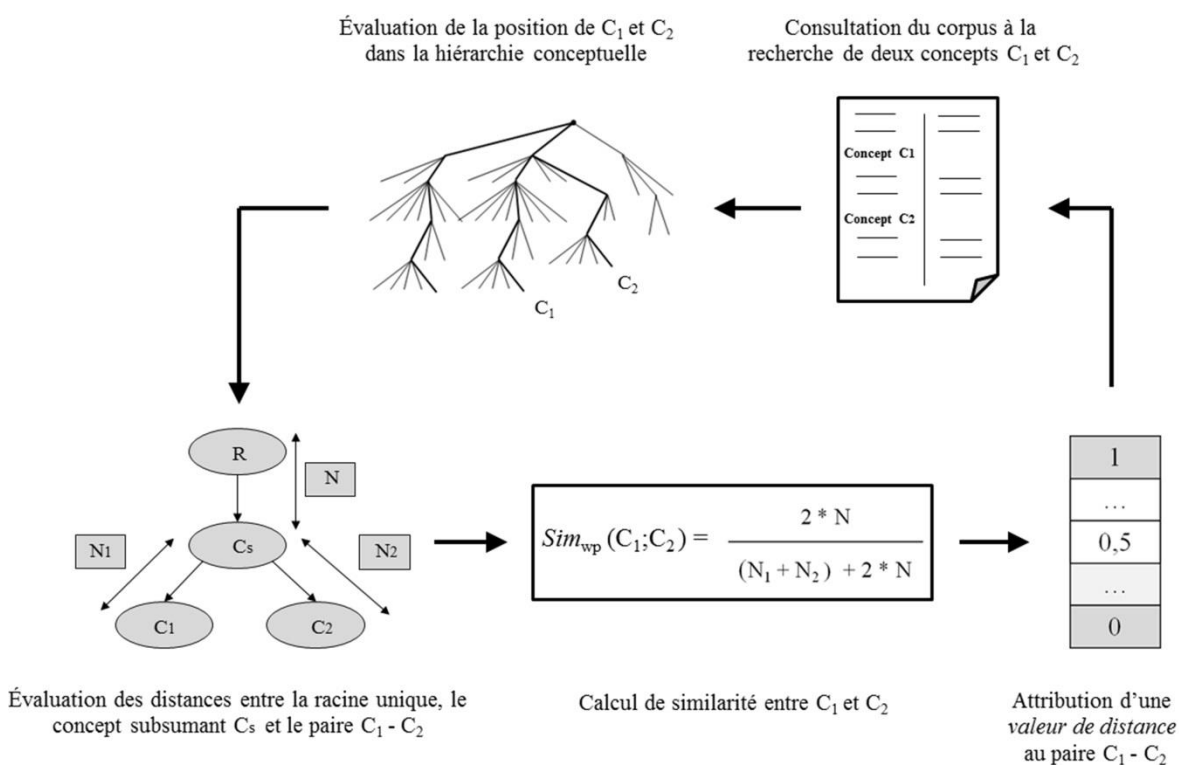 Évaluation de la position de C₁ et C₂
dans la hiérarchie conceptuelle
Consultation du corpus à la
recherche de deux concepts C₁ et C₂
Concept C1
Concept C2
C₁
C₂
R
N
N1
Cs
N2
C1
C2
Sim_wp (C₁;C₂) =
2 * N
(N₁ + N₂) + 2 * N
1
...
0,5
...
0
Évaluation des distances entre la racine unique, le
concept subsumant Cs et le paire C₁ - C₂
Calcul de similarité entre C₁ et C₂
Attribution d’une
valeur de distance
au paire C₁ - C₂